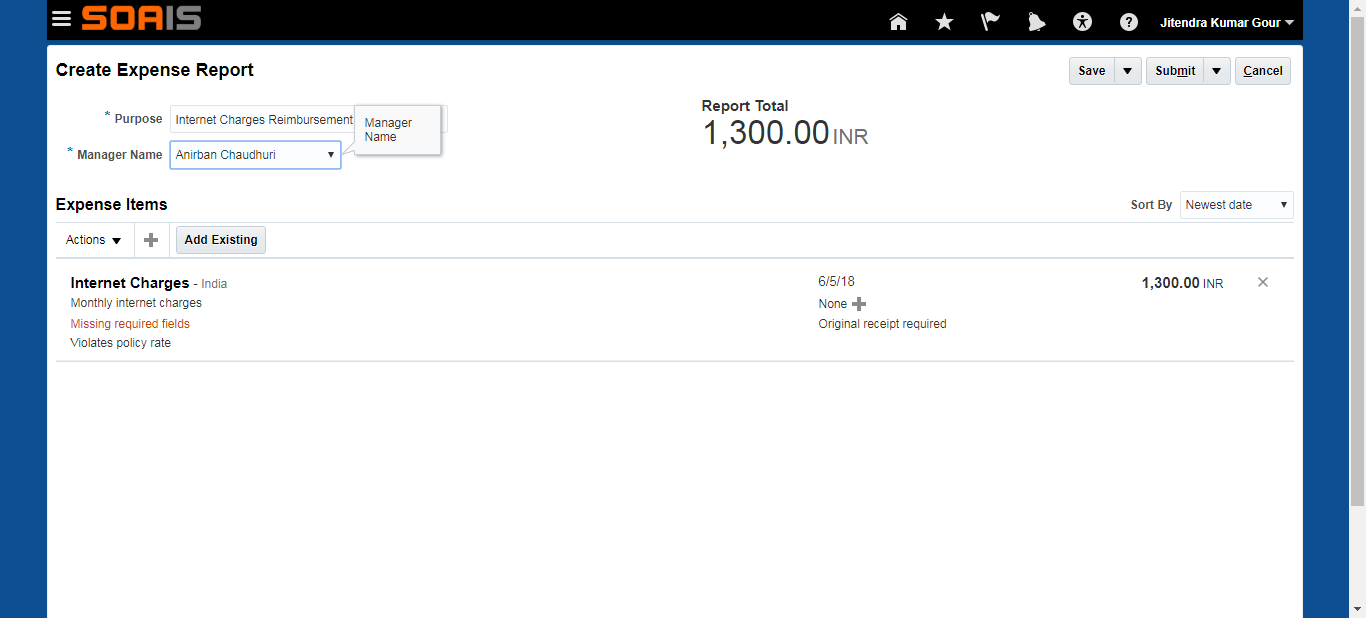 SOAIS
Jitendra Kumar Gour
Create Expense Report
Save
Submit
Cancel
* Purpose
Internet Charges Reimbursement
Manager
Name
* Manager Name
Anirban Chaudhuri
Report Total
1,300.00 INR
Expense Items
Sort By
Newest date
Actions
Add Existing
Internet Charges - India
6/5/18
1,300.00 INR
Monthly internet charges
None
Missing required fields
Original receipt required
Violates policy rate